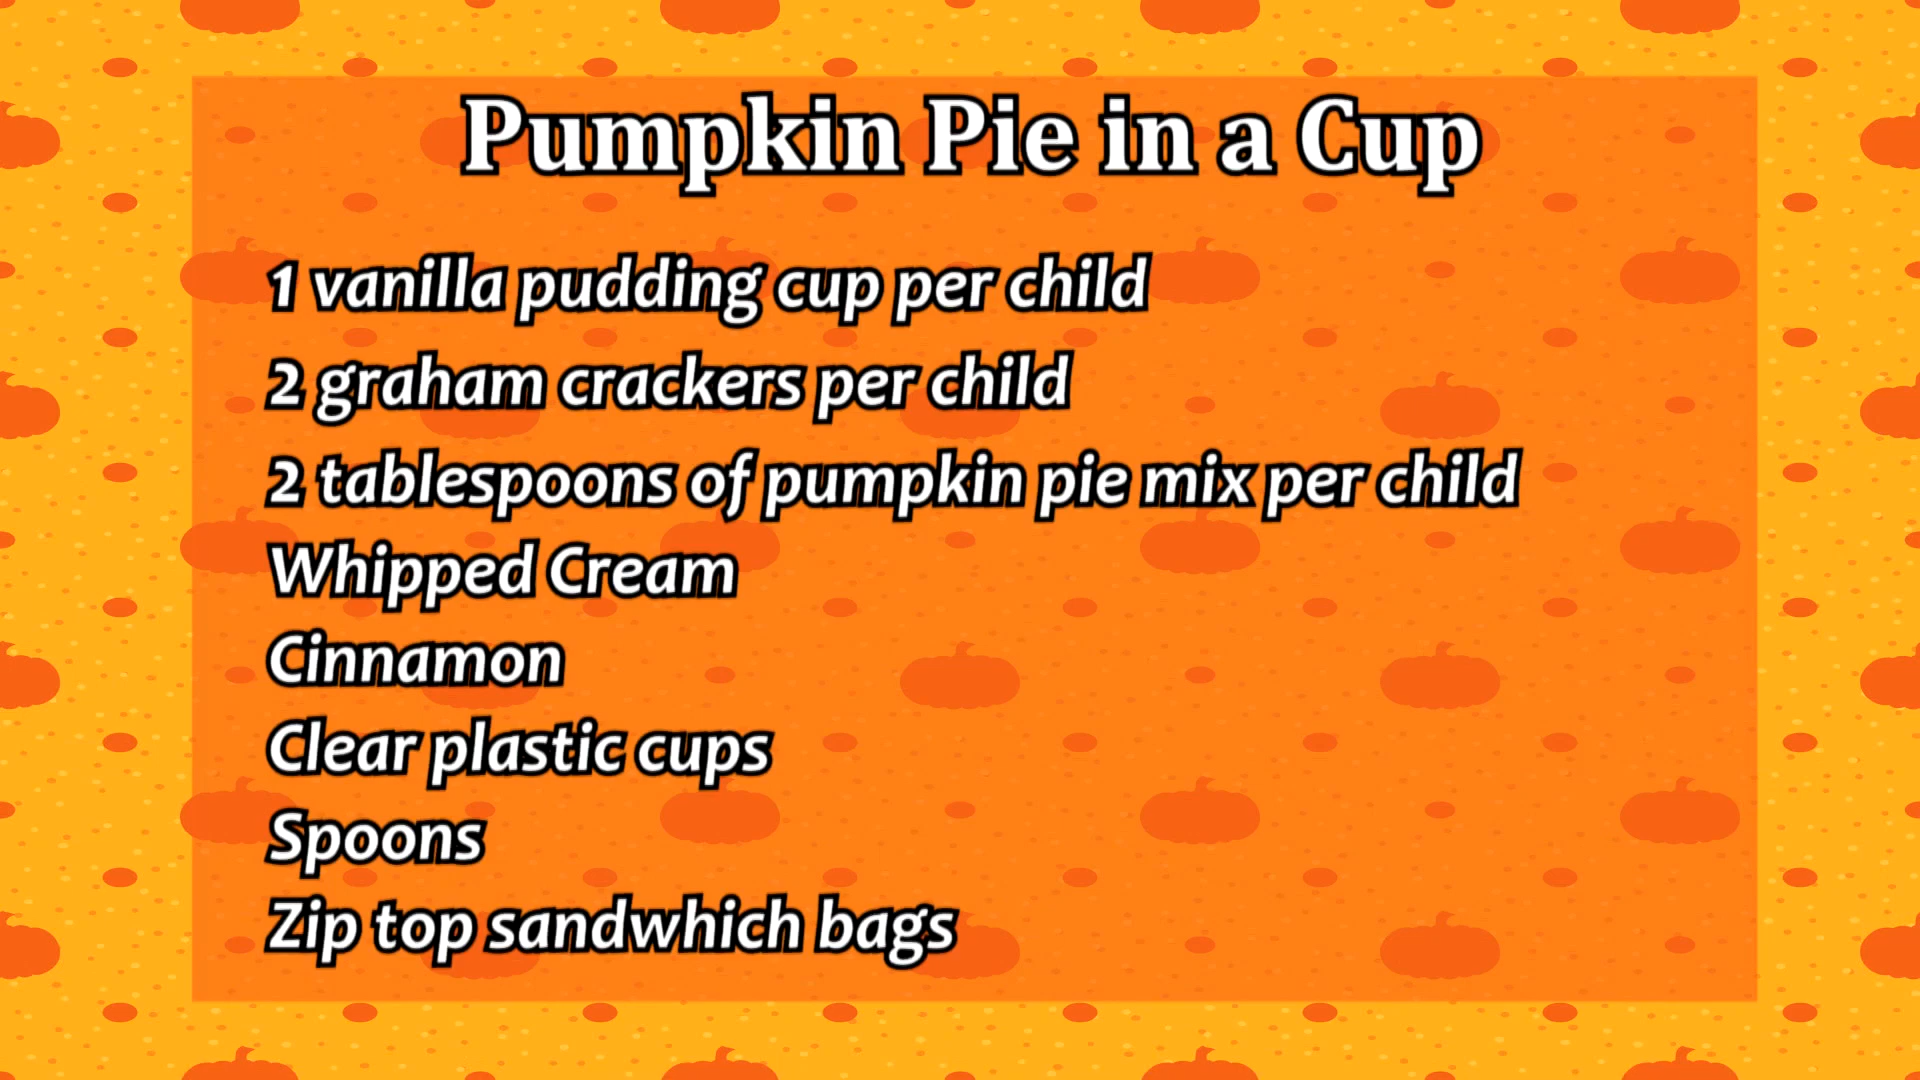 Pumpkin Pie in a Cup
1 vanilla pudding cup per child
2 graham crackers per child
2 tablespoons of pumpkin pie mix per child
Whipped Cream
Cinnamon
Clear plastic cups
Spoons
Zip top sandwhich bags